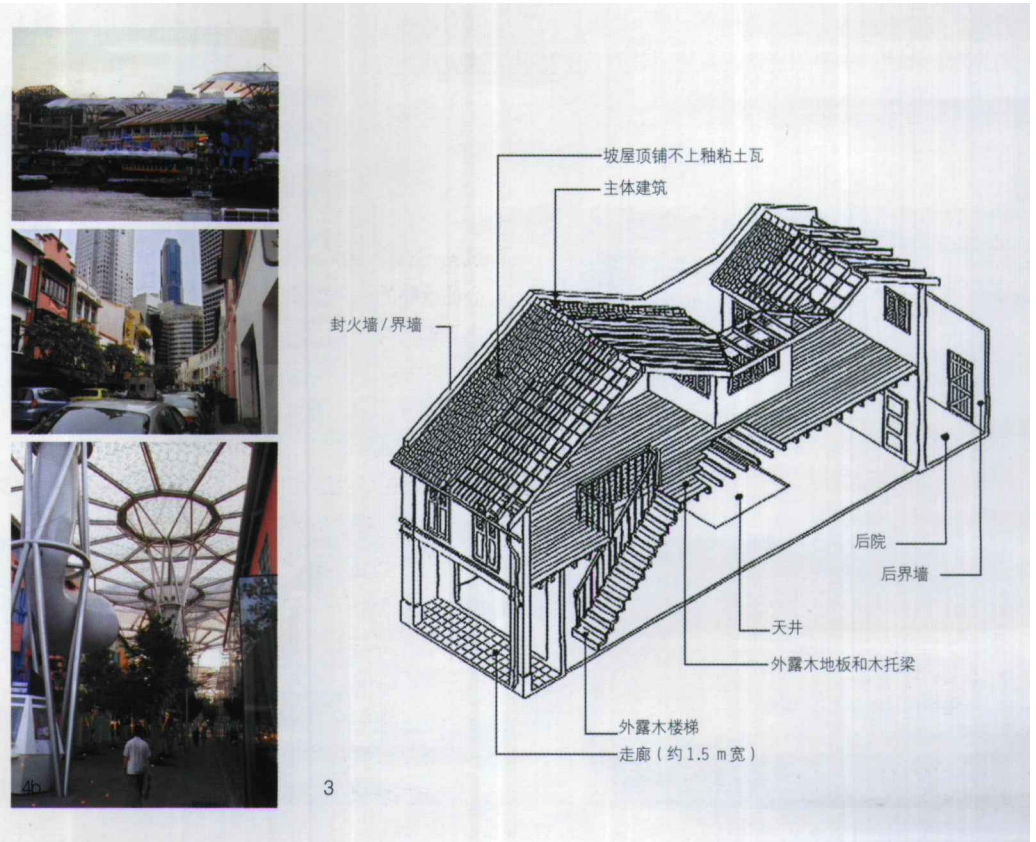 坡屋顶铺不上釉粘土瓦
主体建筑
封火墙/界墙
后院
后界墙
天井
外露木地板和木托梁
外露木楼梯
走廊(约1.5 m宽)
4b
3